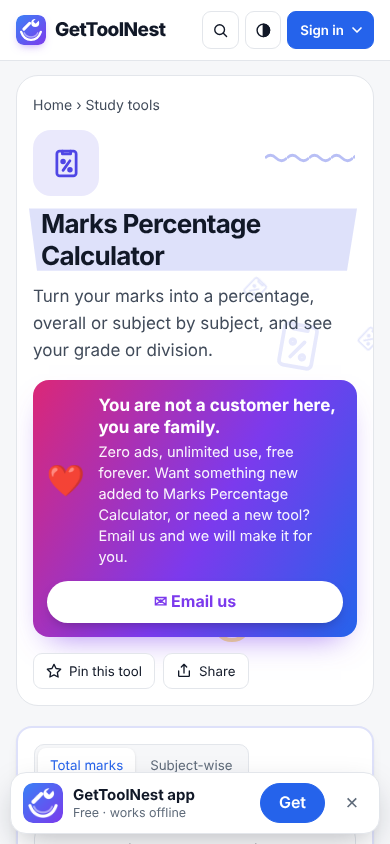 GetToolNest
Sign in
Home › Study tools
Marks Percentage
Calculator
Turn your marks into a percentage,
overall or subject by subject, and see
your grade or division.
You are not a customer here,
you are family.
Zero ads, unlimited use, free
forever. Want something new
added to Marks Percentage
Calculator, or need a new tool?
Email us and we will make it for
you.
✉ Email us
Pin this tool
Share
Total marks
Subject-wise
GetToolNest app
Free · works offline
Get
✕